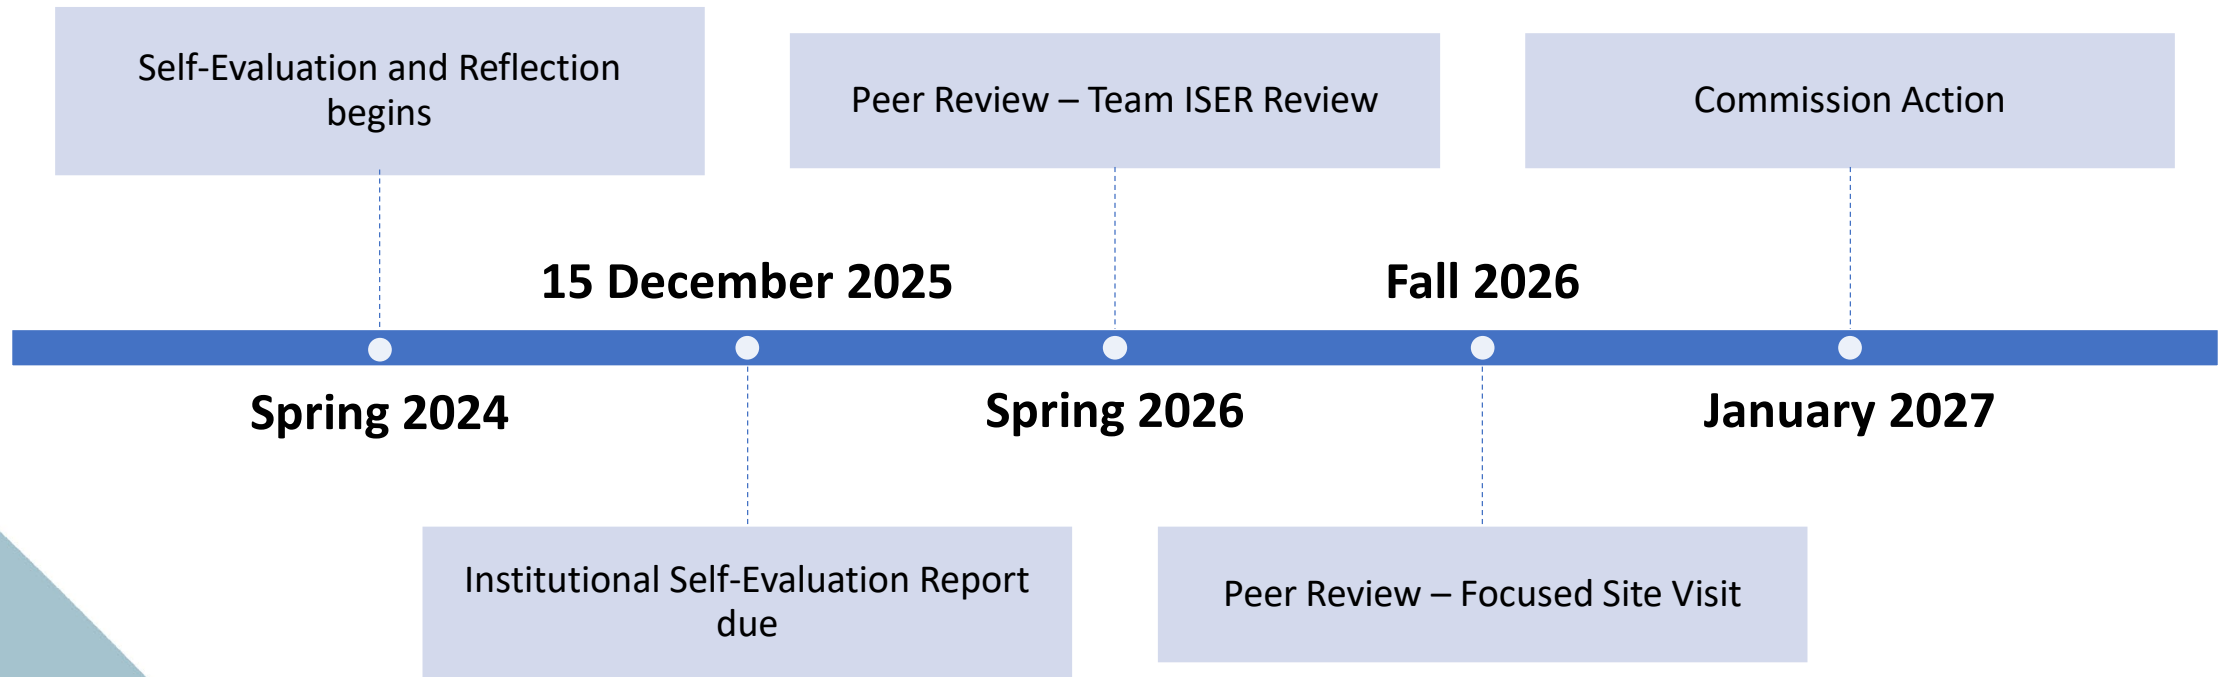 Self-Evaluation and Reflection
begins
Peer Review – Team ISER Review
Commission Action
15 December 2025
Fall 2026
Spring 2024
Spring 2026
January 2027
Institutional Self-Evaluation Report
due
Peer Review – Focused Site Visit